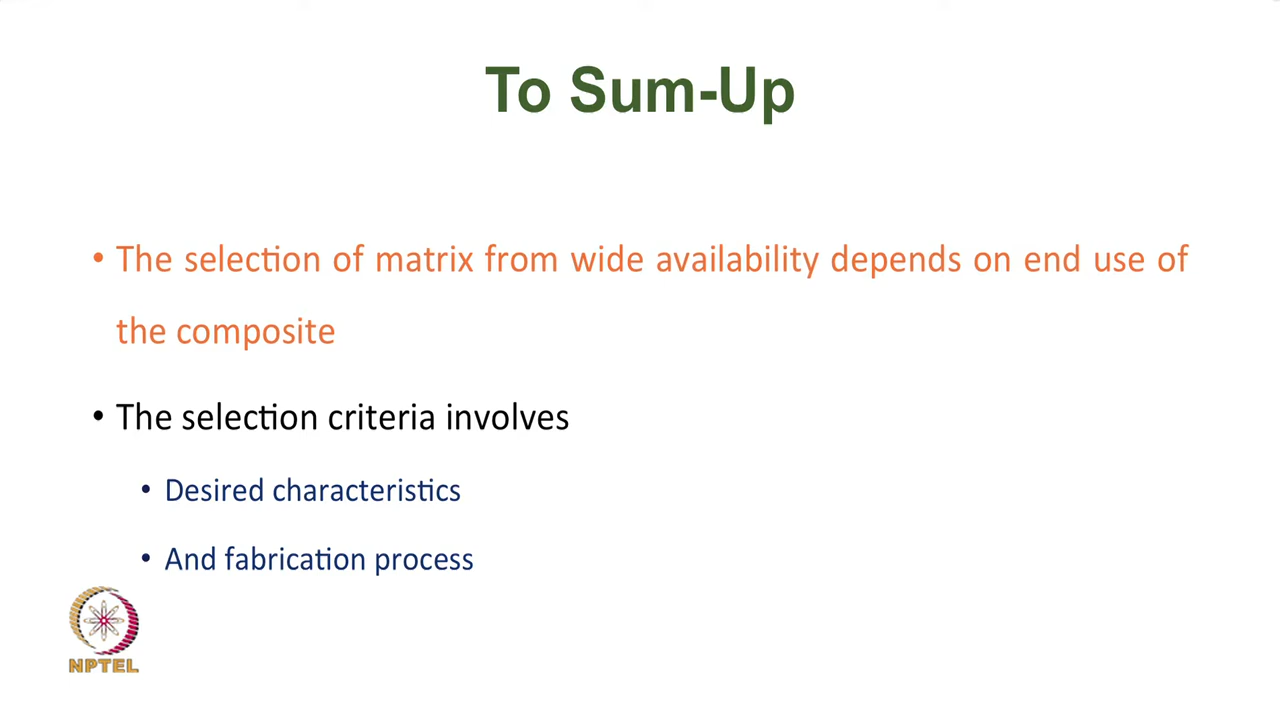 To Sum-Up
• The selection of matrix from wide availability depends on end use of
the composite
• The selection criteria involves
• Desired characteristics
• And fabrication process
NPTEL